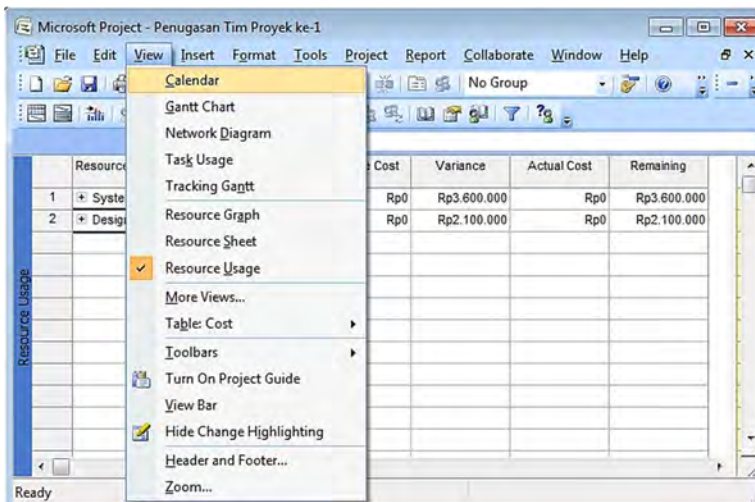 Microsoft Project - Penugasan Tim Proyek ke-1
File Edit View Insert Format Tools Project Report Collaborate Window Help
No Group
Calendar
Gantt Chart
Network Diagram
Task Usage
Tracking Gantt
Resource Graph
Resource Sheet
Resource Usage
More Views...
Table: Cost
Toolbars
Turn On Project Guide
View Bar
Hide Change Highlighting
Header and Footer...
Zoom...
Resource Cost Variance Actual Cost Remaining
1 Syste Rp0 Rp3.600.000 Rp0 Rp3.600.000
2 Desig Rp0 Rp2.100.000 Rp0 Rp2.100.000
Resource Usage
Ready